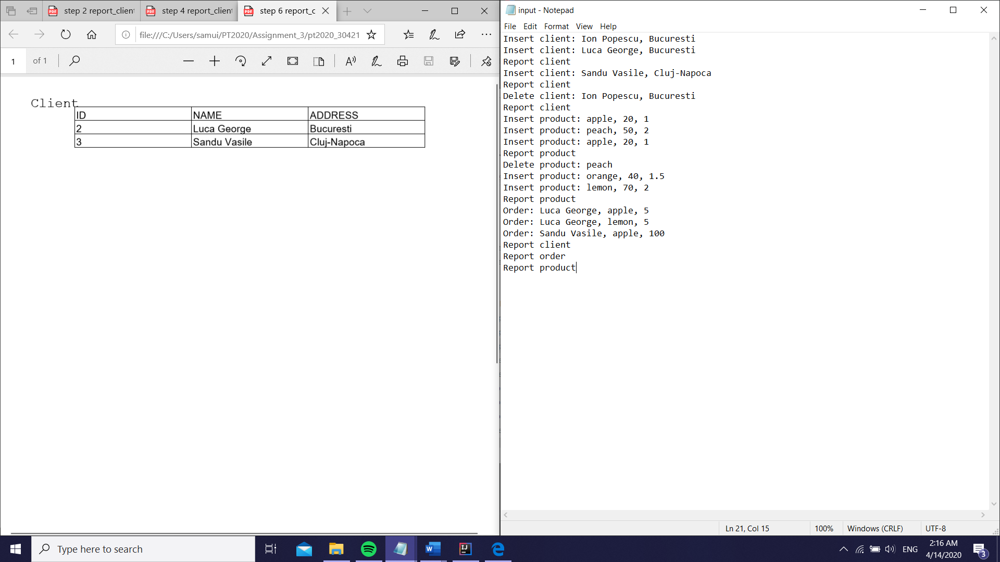 step 2 report_client
step 4 report_client
step 6 report_c
file:///C:/Users/samui/PT2020/Assignment_3/pt2020_30421
1 of 1
Client
ID NAME ADDRESS
2 Luca George Bucuresti
3 Sandu Vasile Cluj-Napoca
input - Notepad
File Edit Format View Help
Insert client: Ion Popescu, Bucuresti
Insert client: Luca George, Bucuresti
Report client
Insert client: Sandu Vasile, Cluj-Napoca
Report client
Delete client: Ion Popescu, Bucuresti
Report client
Insert product: apple, 20, 1
Insert product: peach, 50, 2
Insert product: apple, 20, 1
Report product
Delete product: peach
Insert product: orange, 40, 1.5
Insert product: lemon, 70, 2
Report product
Order: Luca George, apple, 5
Order: Luca George, lemon, 5
Order: Sandu Vasile, apple, 100
Report client
Report order
Report product
Ln 21, Col 15 100% Windows (CRLF) UTF-8
Type here to search
ENG
2:16 AM
4/14/2020
3